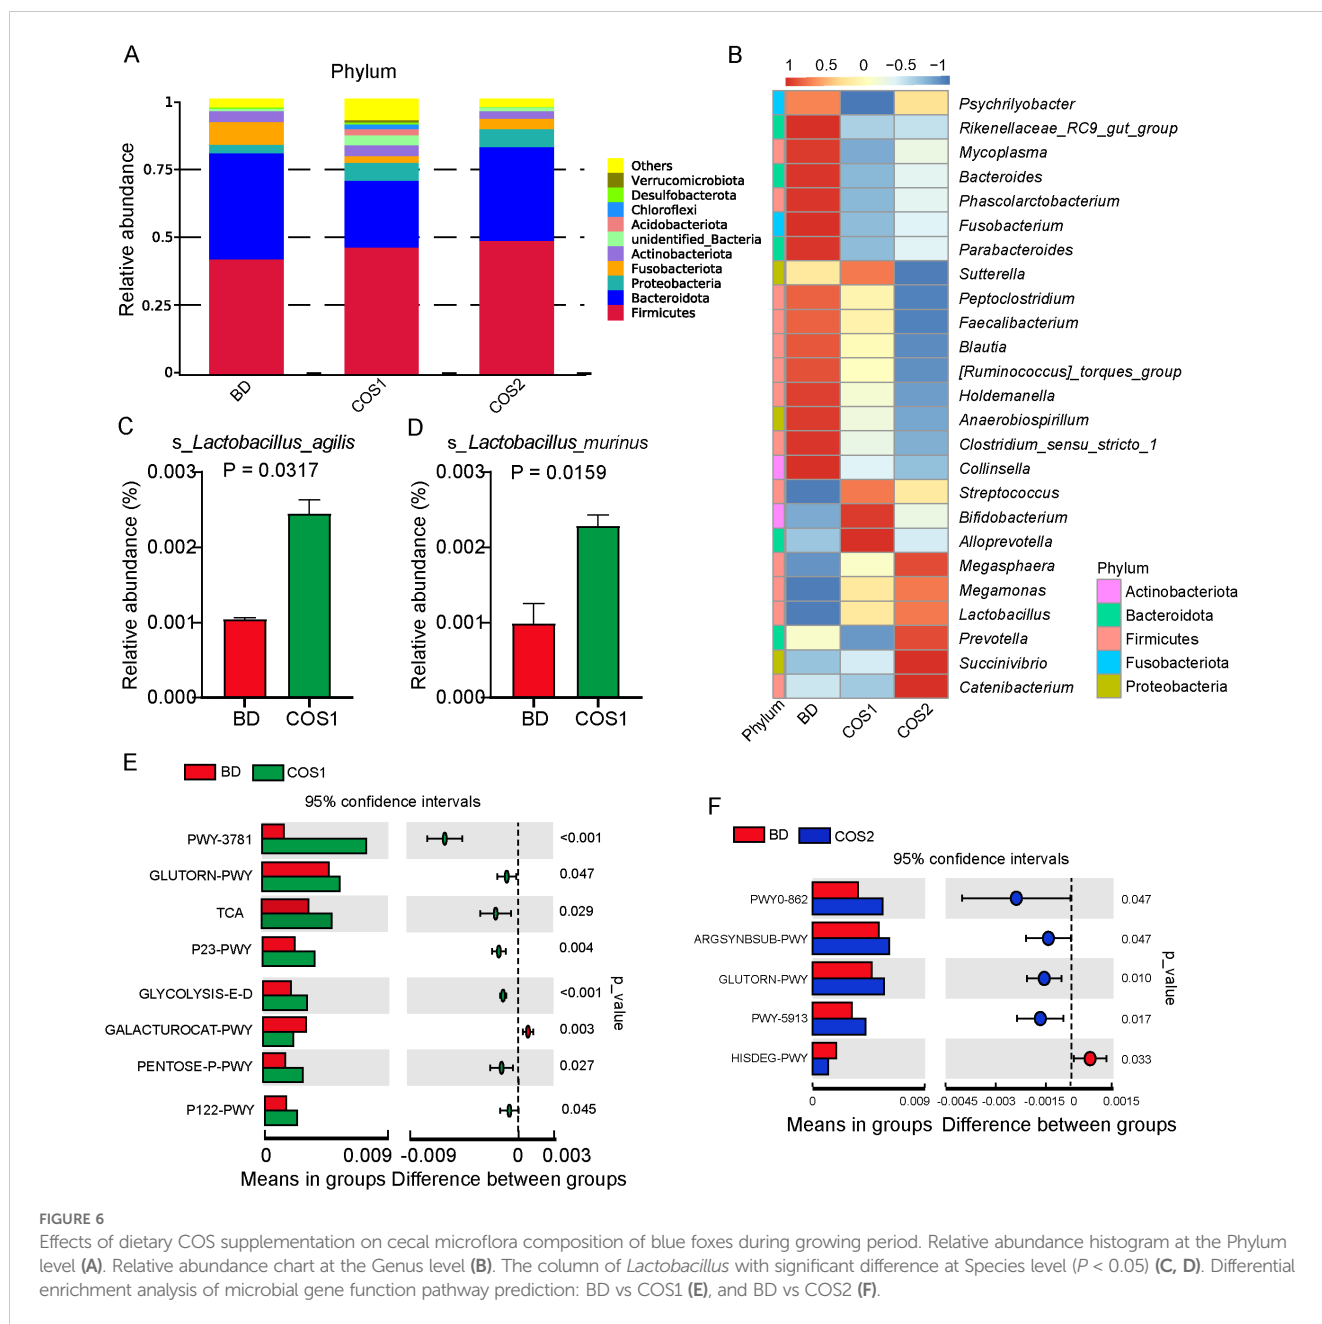 A
Phylum
Relative abundance
1
0.75
0.5
0.25
0
BD
COS1
COS2
Others
Verrucomicrobiota
Desulfobacterota
Chloroflexi
Acidobacteriota
unidentified_Bacteria
Actinobacteriota
Fusobacteriota
Proteobacteria
Bacteroidota
Firmicutes
B
1 0.5 0 −0.5 −1
Psychrilyobacter
Rikenellaceae_RC9_gut_group
Mycoplasma
Bacteroides
Phascolarctobacterium
Fusobacterium
Parabacteroides
Sutterella
Peptoclostridium
Faecalibacterium
Blautia
[Ruminococcus]_torques_group
Holdemanella
Anaerobiospirillum
Clostridium_sensu_stricto_1
Collinsella
Streptococcus
Bifidobacterium
Alloprevotella
Megasphaera
Megamonas
Lactobacillus
Prevotella
Succinivibrio
Catenibacterium
Phylum
BD
COS1
COS2
Phylum
Actinobacteriota
Bacteroidota
Firmicutes
Fusobacteriota
Proteobacteria
C
s_Lactobacillus_agilis
P = 0.0317
Relative abundance (%)
0.003
0.002
0.001
0.000
BD COS1
D
s_Lactobacillus_murinus
P = 0.0159
Relative abundance (%)
0.003
0.002
0.001
0.000
BD COS1
E
BD COS1
95% confidence intervals
PWY-3781 <0.001
GLUTORN-PWY 0.047
TCA 0.029
P23-PWY 0.004
GLYCOLYSIS-E-D <0.001
GALACTUROCAT-PWY 0.003
PENTOSE-P-PWY 0.027
P122-PWY 0.045
p_value
0 0.009 -0.009 0 0.003
Means in groups Difference between groups
F
BD COS2
95% confidence intervals
PWY0-862 0.047
ARGSYNBSUB-PWY 0.047
GLUTORN-PWY 0.010
PWY-5913 0.017
HISDEG-PWY 0.033
p_value
0 0.009 -0.0045 -0.003 -0.0015 0 0.0015
Means in groups Difference between groups
FIGURE 6
Effects of dietary COS supplementation on cecal microflora composition of blue foxes during growing period. Relative abundance histogram at the Phylum
level (A). Relative abundance chart at the Genus level (B). The column of Lactobacillus with significant difference at Species level (P < 0.05) (C, D). Differential
enrichment analysis of microbial gene function pathway prediction: BD vs COS1 (E), and BD vs COS2 (F).